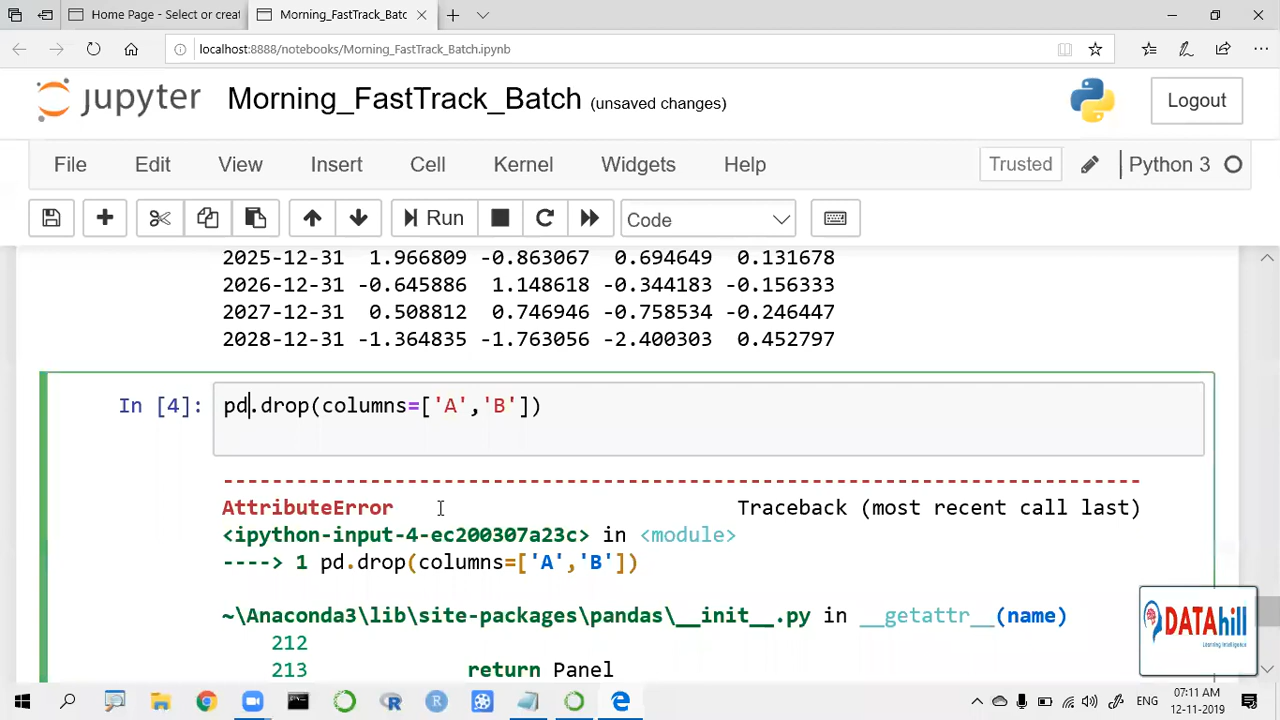 Home Page - Select or creat
Morning_FastTrack_Batc
localhost:8888/notebooks/Morning_FastTrack_Batch.ipynb
jupyter
Morning_FastTrack_Batch (unsaved changes)
Logout
File Edit View Insert Cell Kernel Widgets Help
Trusted
Python 3
Run
Code
2025-12-31 1.966809 -0.863067 0.694649 0.131678
2026-12-31 -0.645886 1.148618 -0.344183 -0.156333
2027-12-31 0.508812 0.746946 -0.758534 -0.246447
2028-12-31 -1.364835 -1.763056 -2.400303 0.452797
In [4]: pd.drop(columns=['A','B'])
---------------------------------------------------------------------------
AttributeError Traceback (most recent call last)
<ipython-input-4-ec200307a23c> in <module>
----> 1 pd.drop(columns=['A','B'])
~\Anaconda3\lib\site-packages\pandas\__init__.py in __getattr__(name)
212
213 return Panel
DATAhill
Learning Intelligence
ENG
07:11 AM
12-11-2019